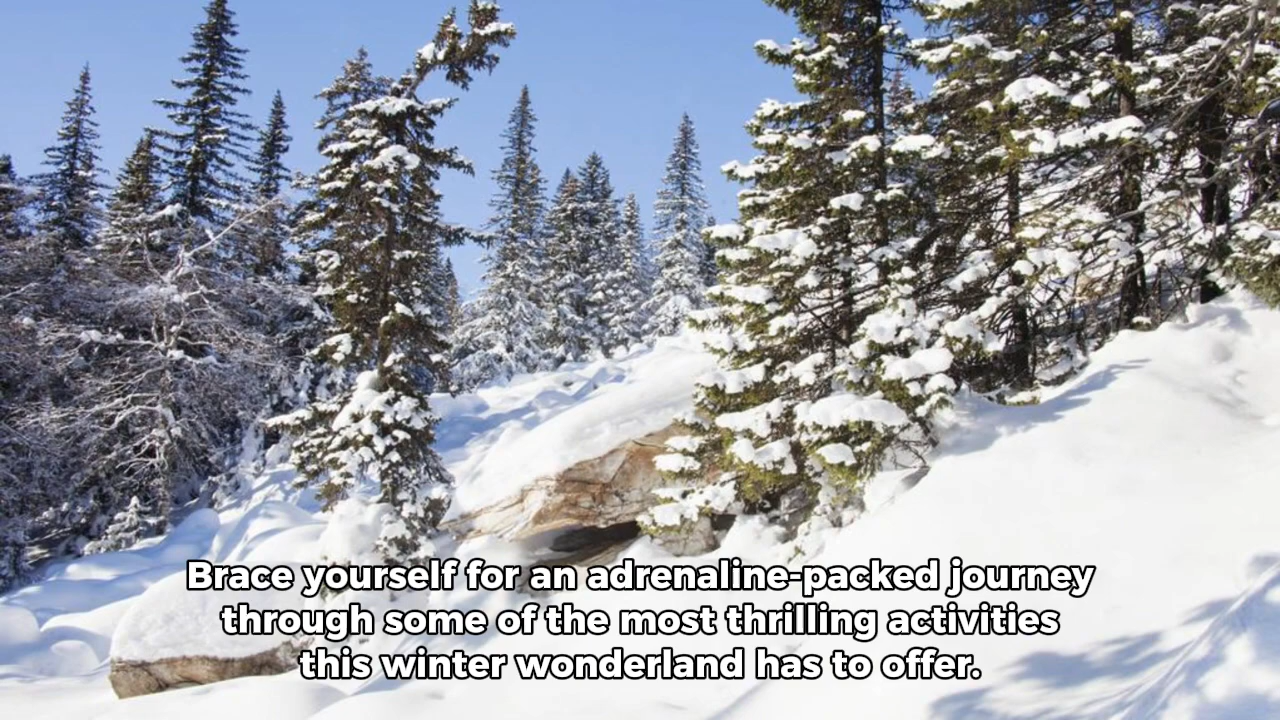 Brace yourself for an adrenaline-packed journey
through some of the most thrilling activities
this winter wonderland has to offer.